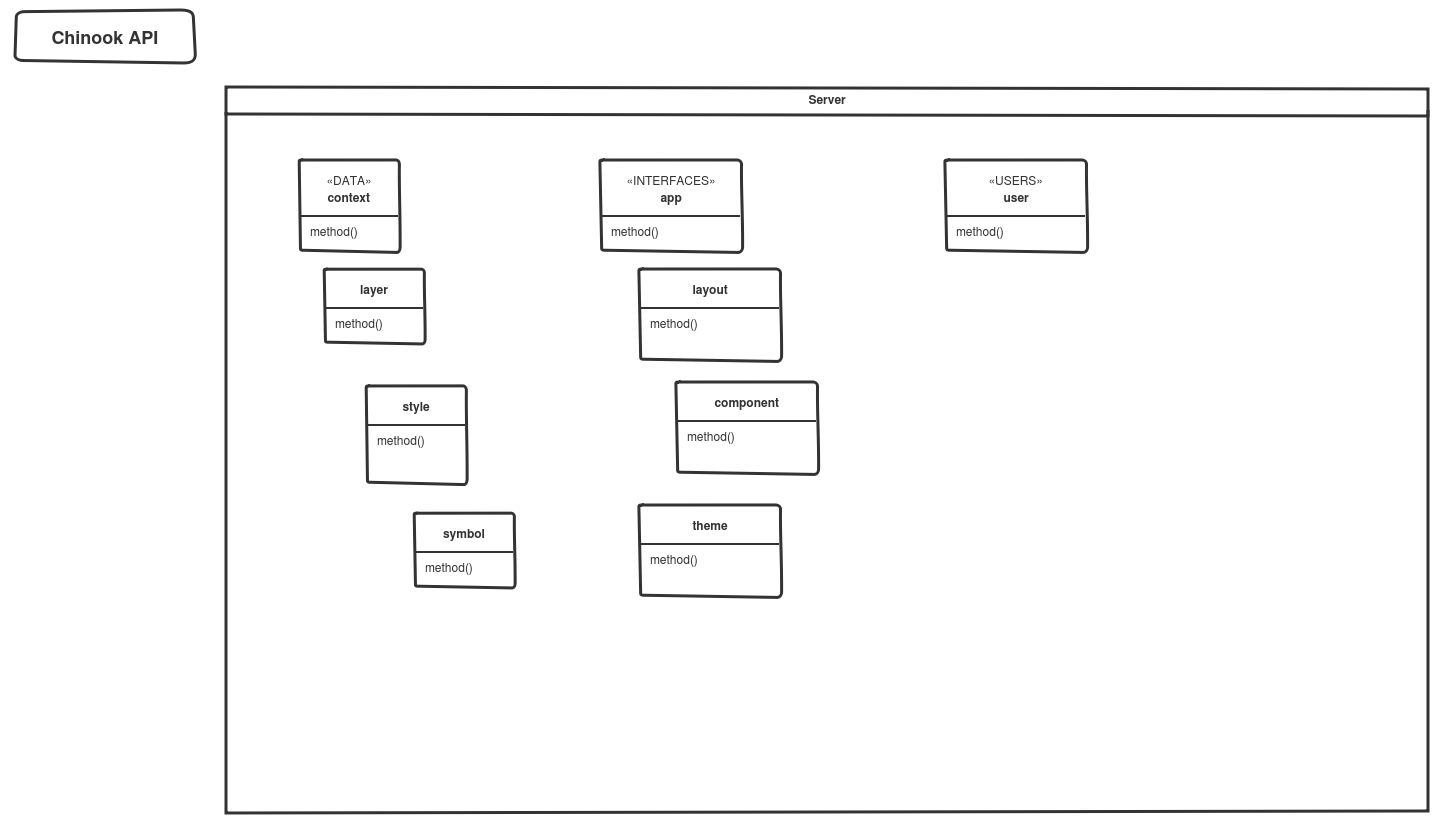 Chinook API
Server
«DATA»
context
method()
«INTERFACES»
app
method()
«USERS»
user
method()
layer
method()
layout
method()
style
method()
component
method()
symbol
method()
theme
method()